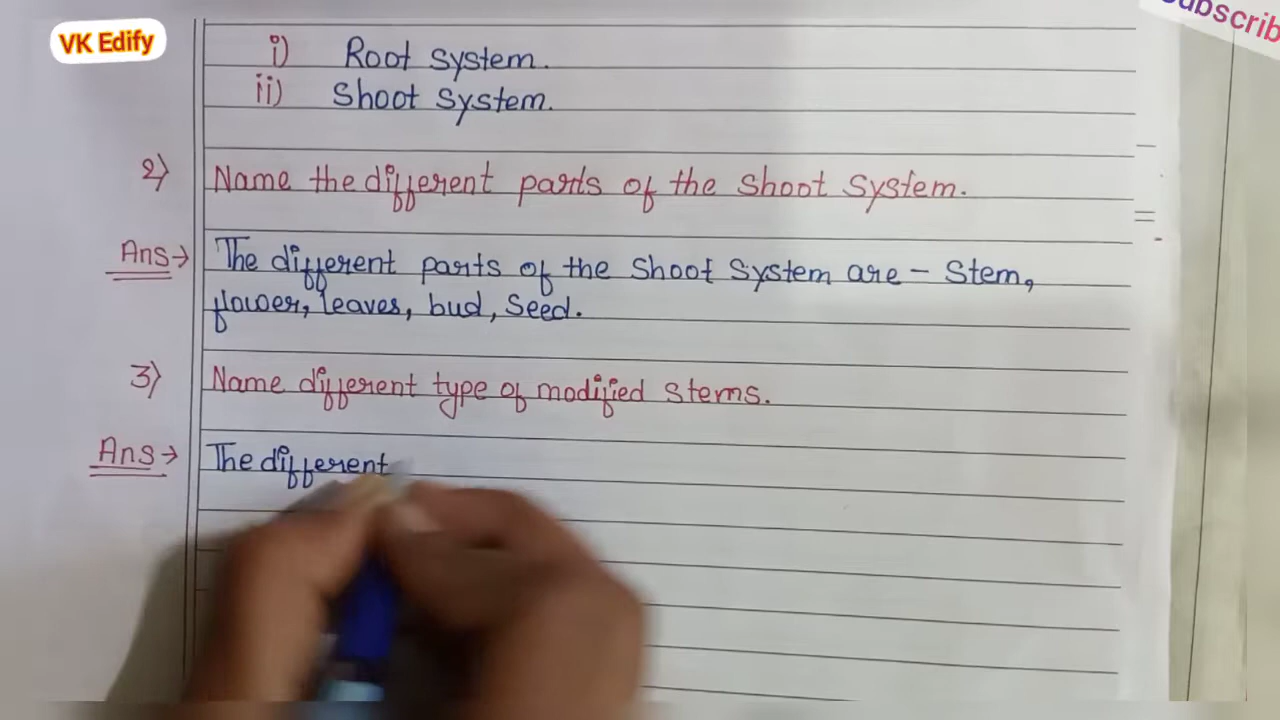 VK Edify
Subscrib
i) Root system.
ii) Shoot System.
2) Name the different parts of the Shoot System.
Ans→ The different parts of the Shoot System are - Stem,
flower, leaves, bud, Seed.
3) Name different type of modified Stems.
Ans→ The different